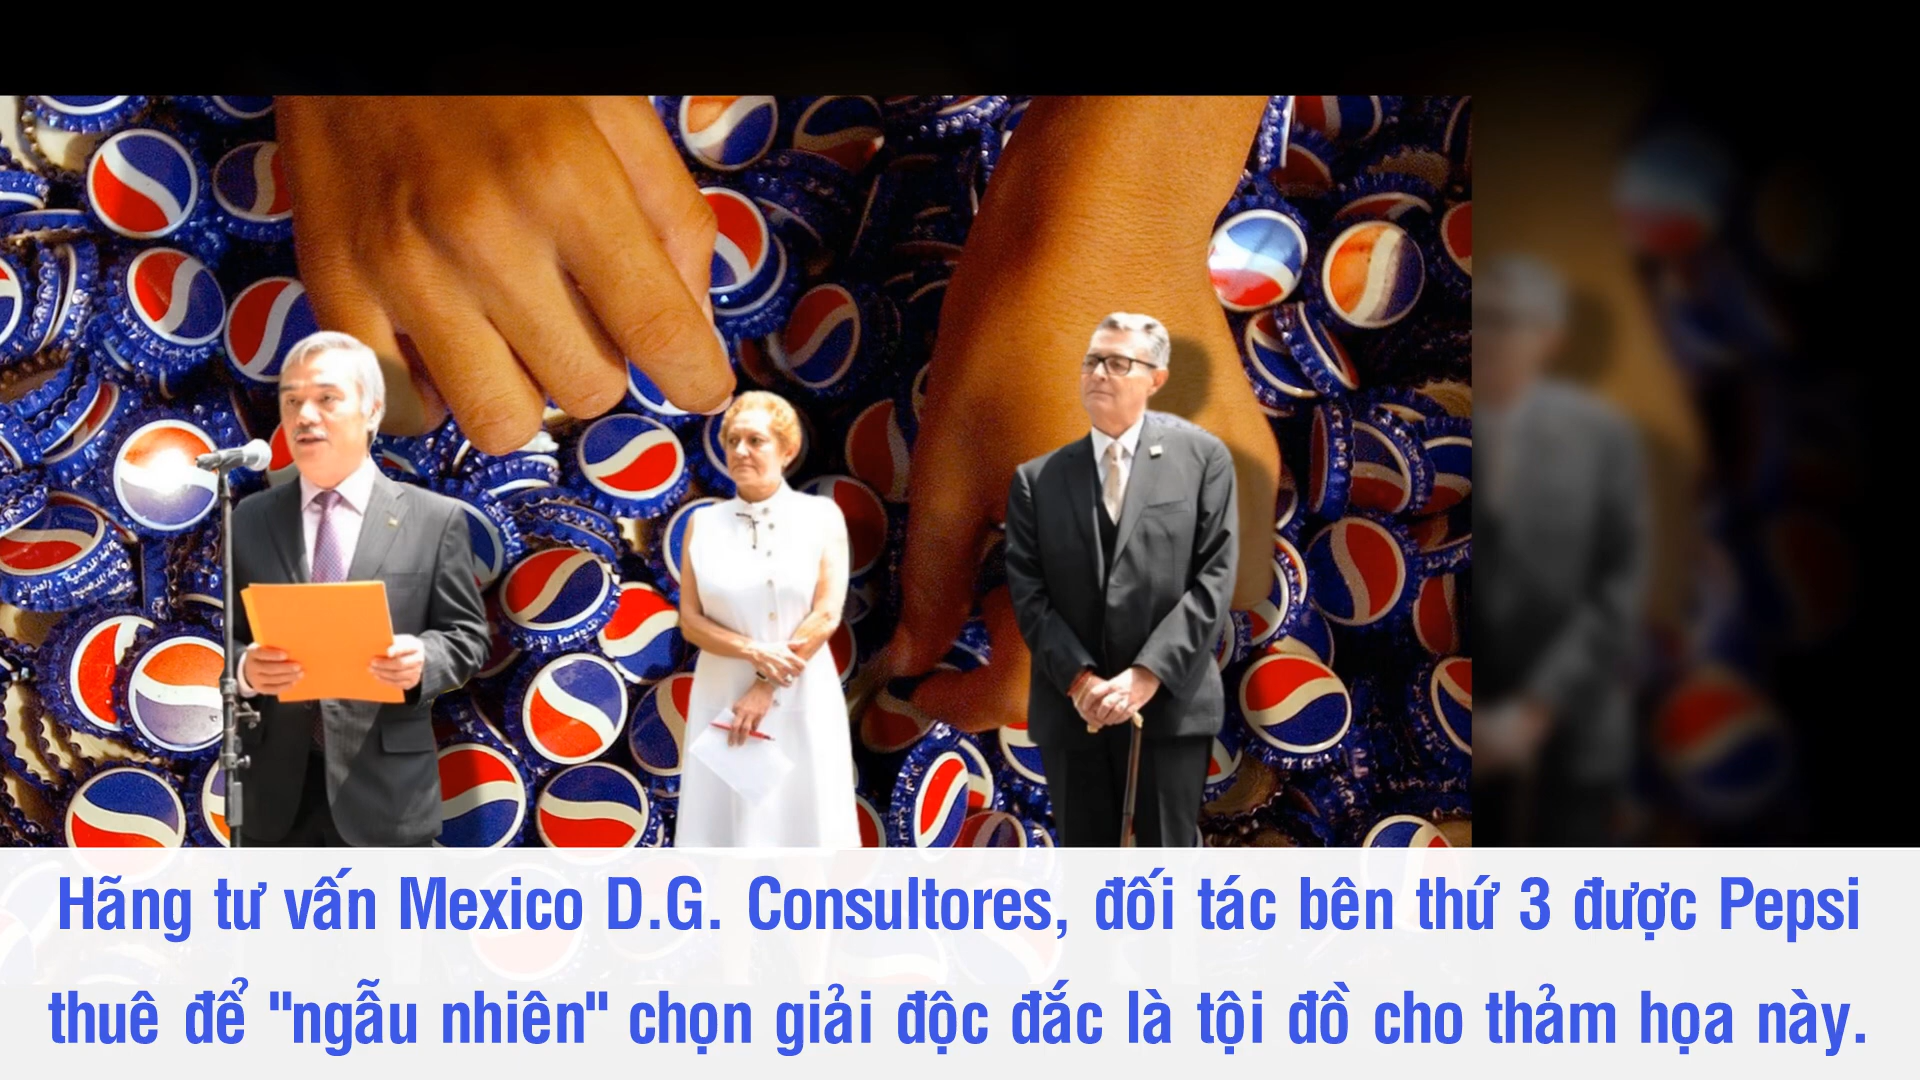 Hãng tư vấn Mexico D.G. Consultores, đối tác bên thứ 3 được Pepsi
thuê để "ngẫu nhiên" chọn giải độc đắc là tội đồ cho thảm họa này.